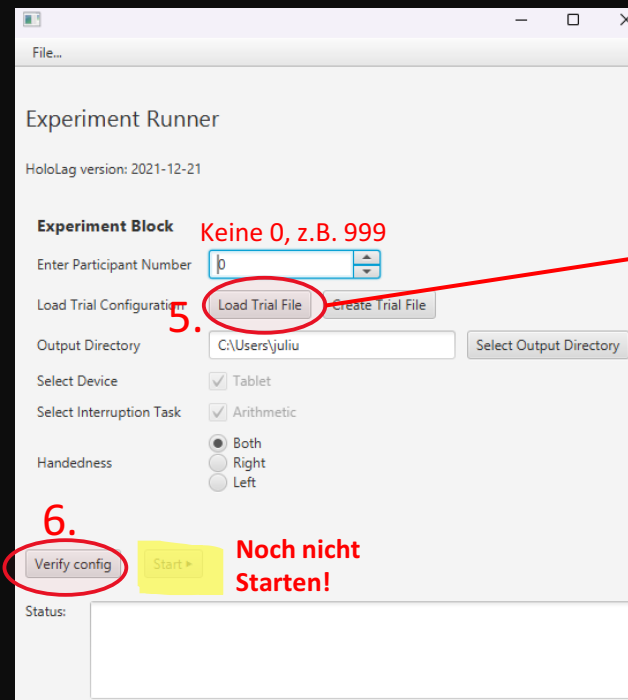 File...
Experiment Runner
HoloLag version: 2021-12-21
Experiment Block
Keine 0, z.B. 999
Enter Participant Number 0
Load Trial Configuration 5. Load Trial File Create Trial File
Output Directory C:\Users\juliu Select Output Directory
Select Device Tablet
Select Interruption Task Arithmetic
Both
Handedness Right
Left
6.
Verify config Start Noch nicht
Starten!
Status: